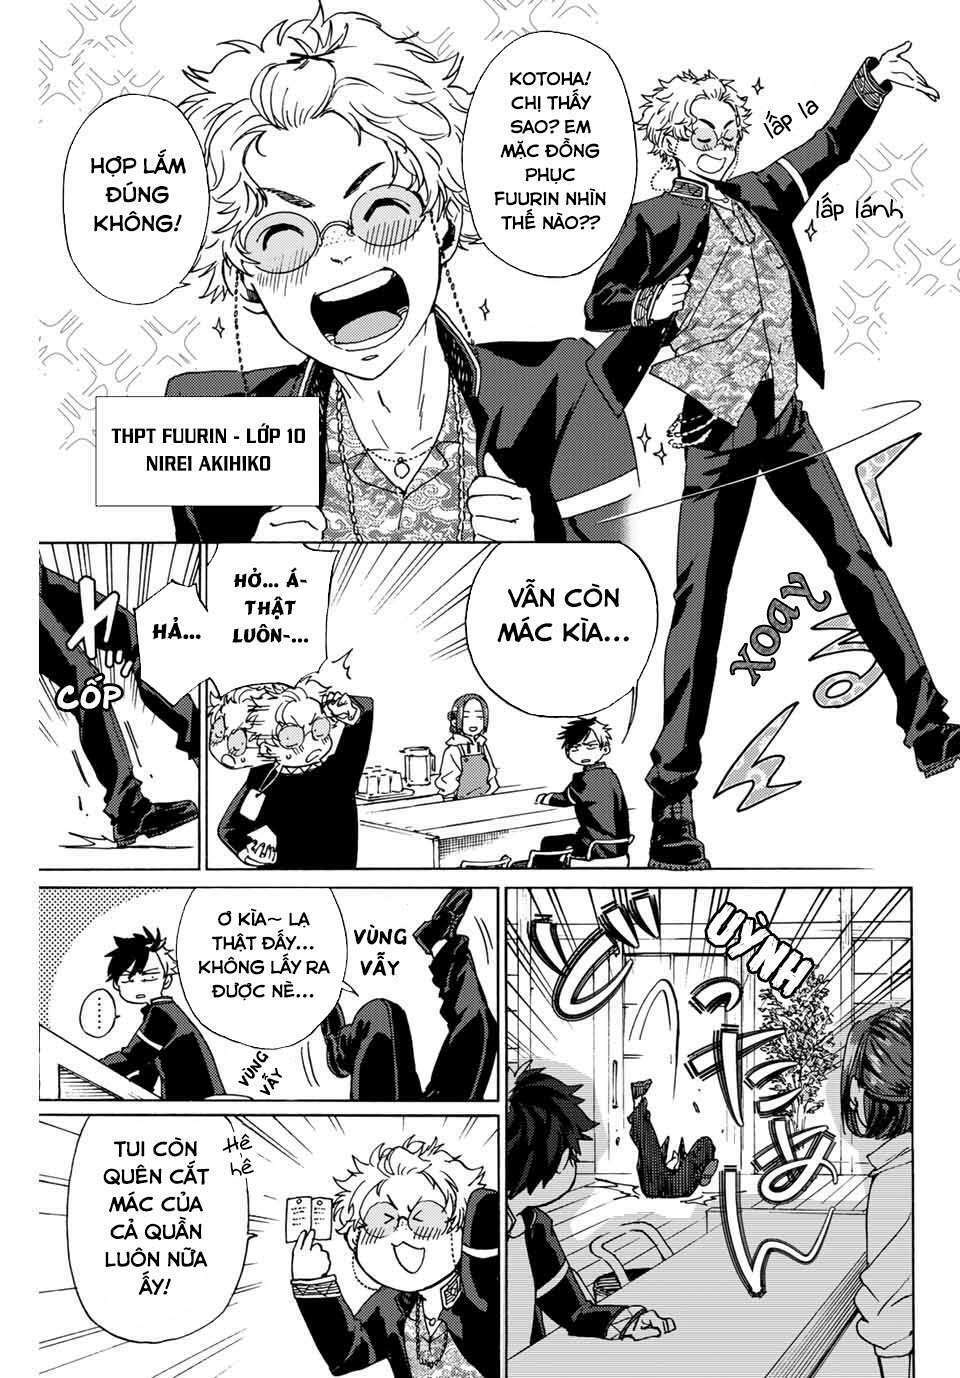 KOTOHA!
CHỊ THẤY
SAO? EM
MẶC ĐỒNG
PHỤC
FUURIN NHÌN
THẾ NÀO??
lấp la
lấp lánh
HỢP LẮM
ĐÚNG
KHÔNG!
THPT FUURIN - LỚP 10
NIREI AKIHIKO
xoay
VẪN CÒN
MÁC KÌA...
HỞ... Á-
THẬT
LUÔN-...
HẢ...
CỐP
UỲNH
VÙNG
VẪY
Ơ KÌA~ LẠ
THẬT ĐẤY...
KHÔNG LẤY RA
ĐƯỢC NÈ...
VÙNG
VẪY
......
Hê
hê
TUI CÒN
QUÊN CẮT
MÁC CỦA
CẢ QUẦN
LUÔN NỮA
ẤY!